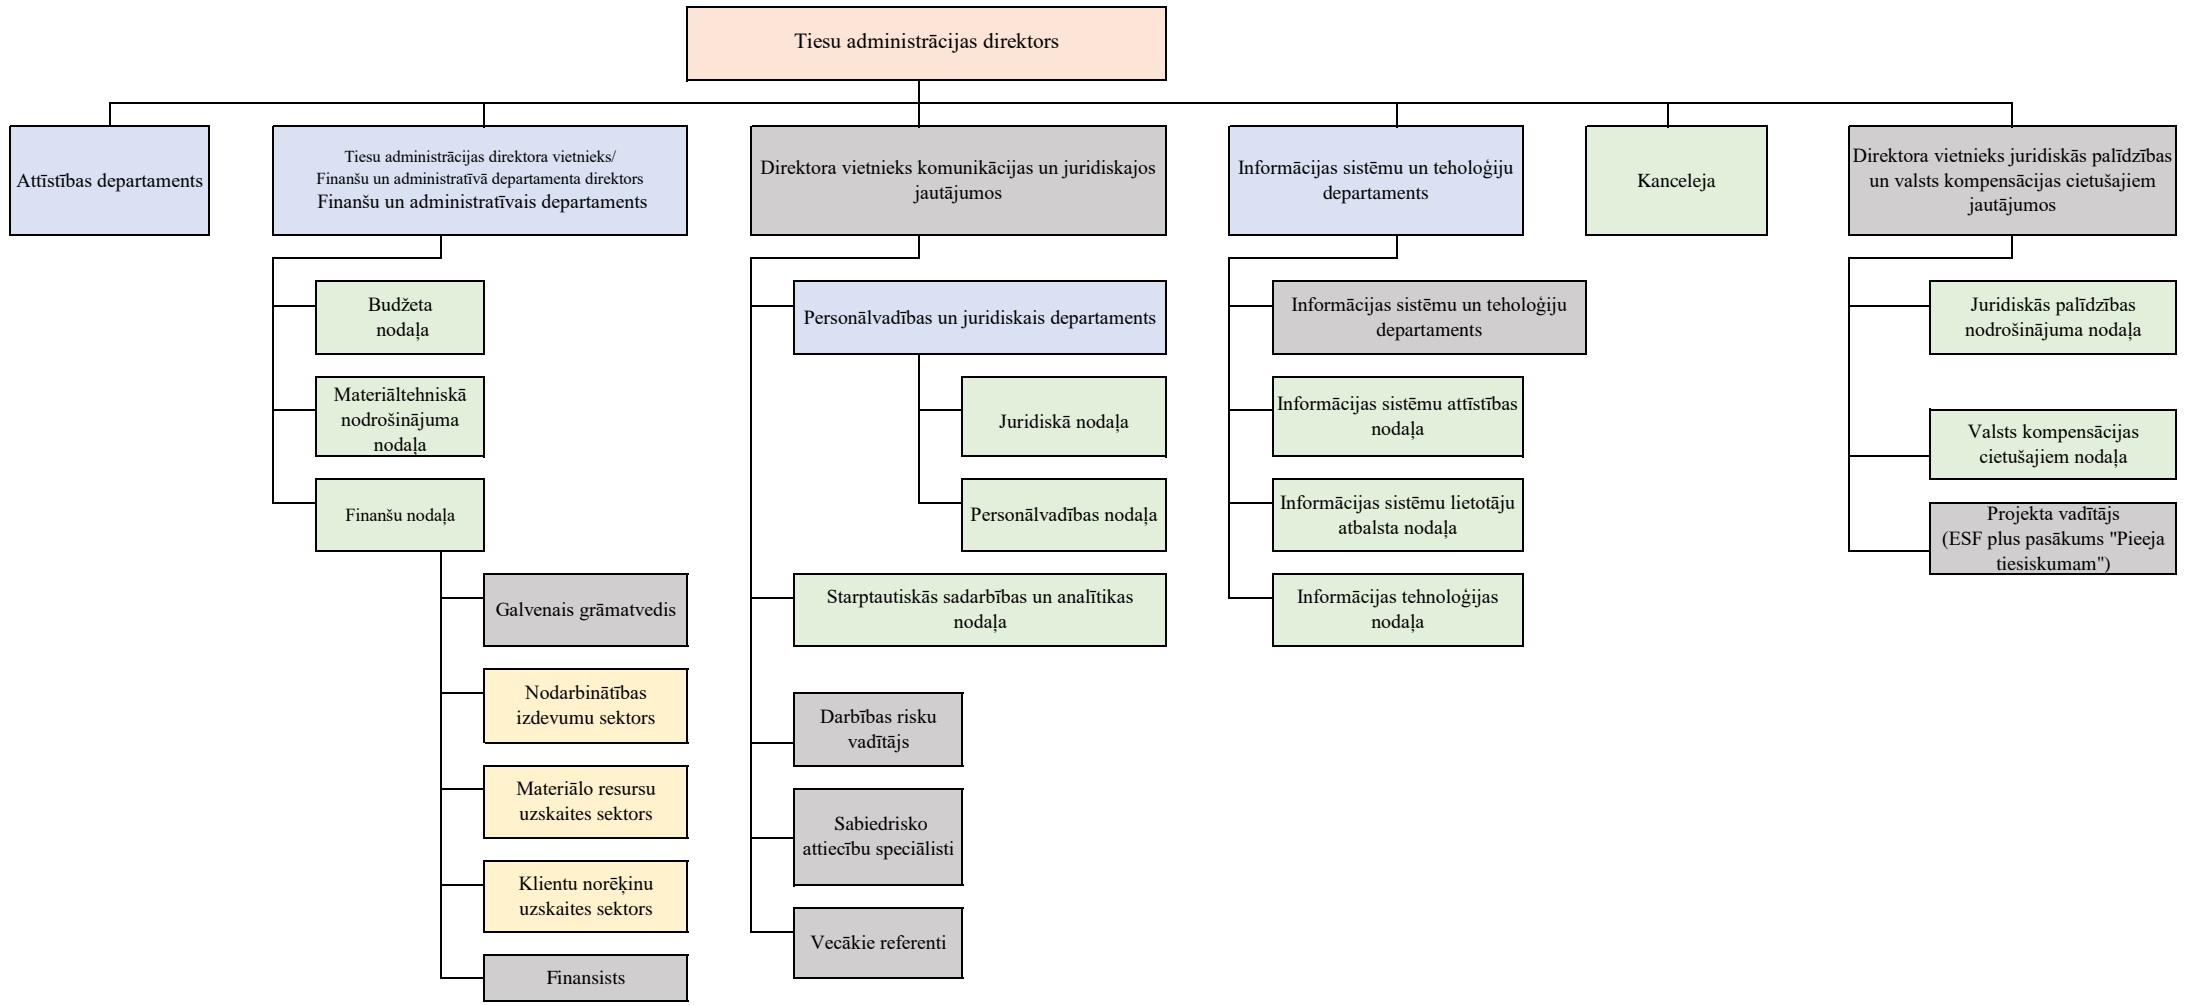 Tiesu administrācijas direktors
Attīstības departaments
Tiesu administrācijas direktora vietnieks/
Finanšu un administratīvā departamenta direktors
Finanšu un administratīvais departaments
Direktora vietnieks komunikācijas un juridiskajos
jautājumos
Informācijas sistēmu un teholoģiju
departaments
Kanceleja
Direktora vietnieks juridiskās palīdzības
un valsts kompensācijas cietušajiem
jautājumos
Budžeta
nodaļa
Materiāltehniskā
nodrošinājuma
nodaļa
Finanšu nodaļa
Galvenais grāmatvedis
Nodarbinātības
izdevumu sektors
Materiālo resursu
uzskaites sektors
Klientu norēķinu
uzskaites sektors
Finansists
Personālvadības un juridiskais departaments
Juridiskā nodaļa
Personālvadības nodaļa
Starptautiskās sadarbības un analītikas
nodaļa
Darbības risku
vadītājs
Sabiedrisko
attiecību speciālisti
Vecākie referenti
Informācijas sistēmu un teholoģiju
departaments
Informācijas sistēmu attīstības
nodaļa
Informācijas sistēmu lietotāju
atbalsta nodaļa
Informācijas tehnoloģijas
nodaļa
Juridiskās palīdzības
nodrošinājuma nodaļa
Valsts kompensācijas
cietušajiem nodaļa
Projekta vadītājs
(ESF plus pasākums "Pieeja
tiesiskumam")